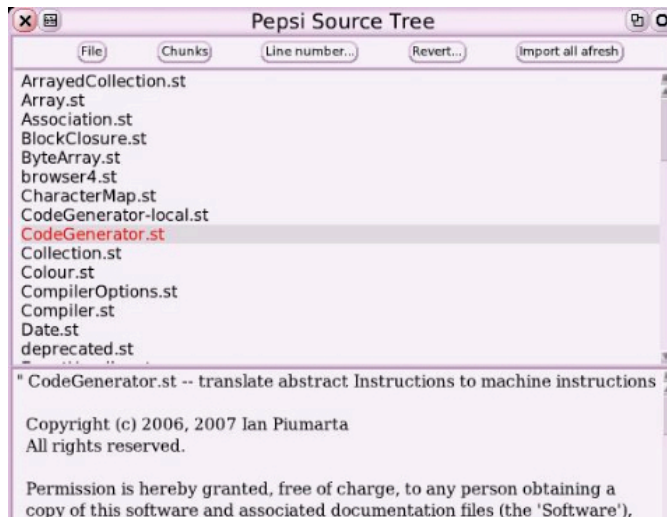 Pepsi Source Tree
File Chunks Line number... Revert... Import all afresh
ArrayedCollection.st
Array.st
Association.st
BlockClosure.st
ByteArray.st
browser4.st
CharacterMap.st
CodeGenerator-local.st
CodeGenerator.st
Collection.st
Colour.st
CompilerOptions.st
Compiler.st
Date.st
deprecated.st
" CodeGenerator.st -- translate abstract Instructions to machine instructions
Copyright (c) 2006, 2007 Ian Piumarta
All rights reserved.
Permission is hereby granted, free of charge, to any person obtaining a
copy of this software and associated documentation files (the 'Software'),